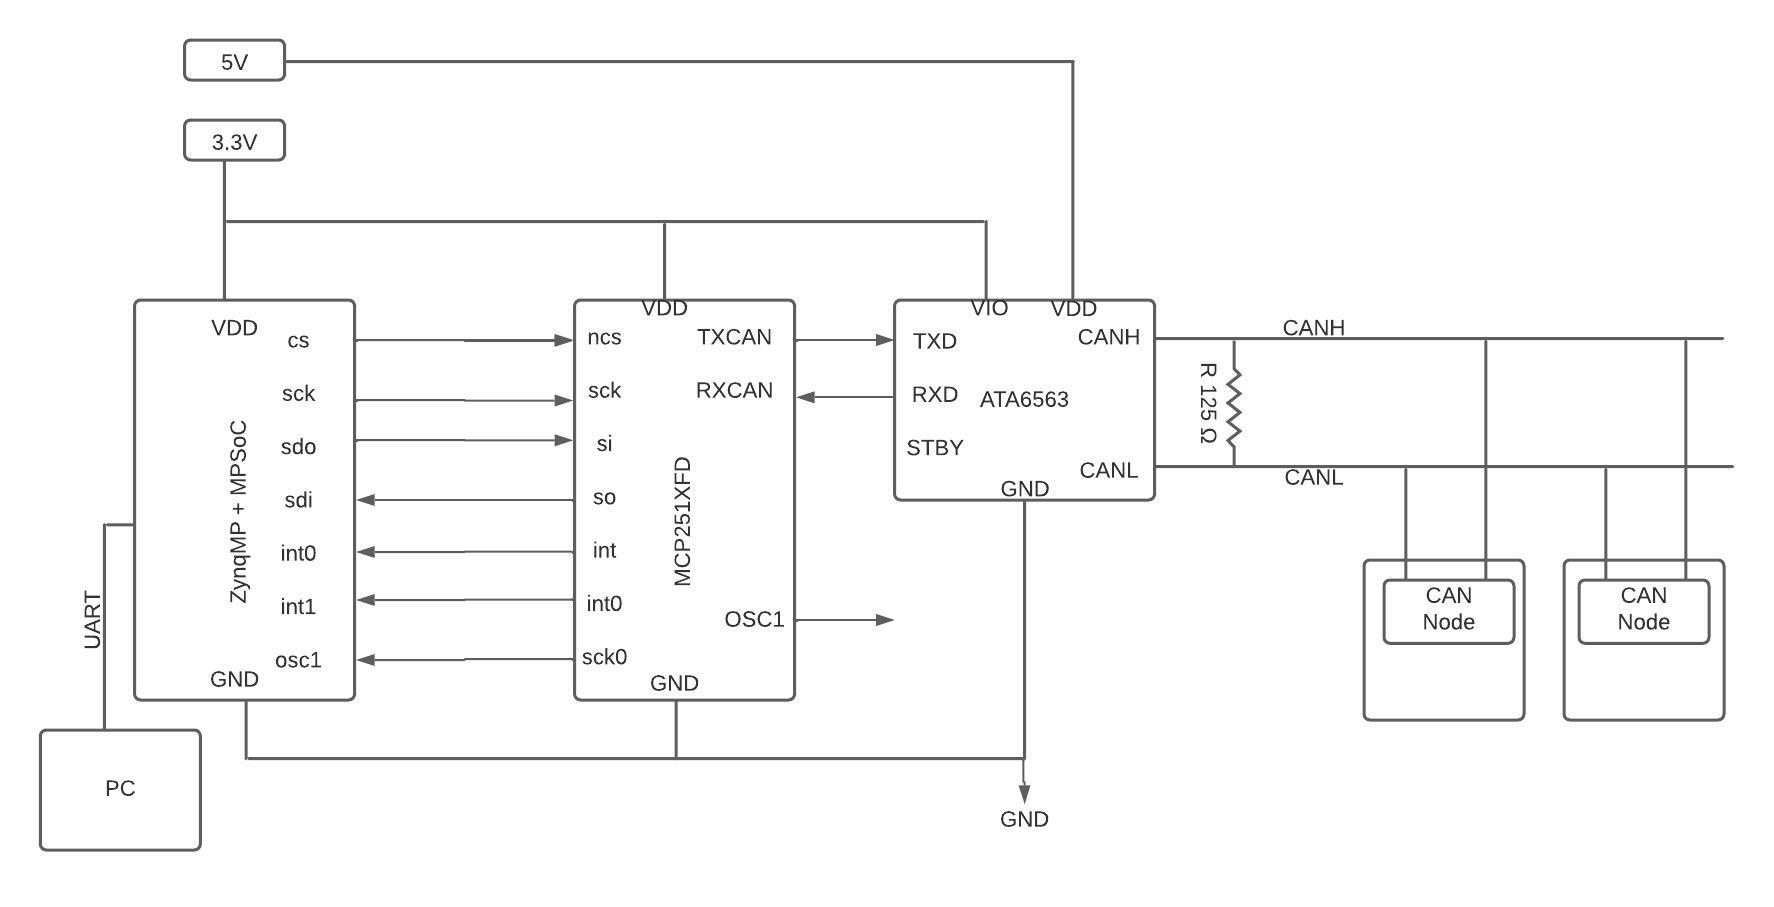 5V
3.3V
VDD
cs
sck
sdo
sdi
int0
int1
osc1
GND
ZynqMP + MPSoC
UART
PC
VDD
ncs
sck
si
so
int
int0
sck0
TXCAN
RXCAN
OSC1
MCP251XFD
GND
VIO
VDD
TXD
RXD
STBY
ATA6563
CANH
CANL
GND
GND
CANH
R 125 Ω
CANL
CAN
Node
CAN
Node